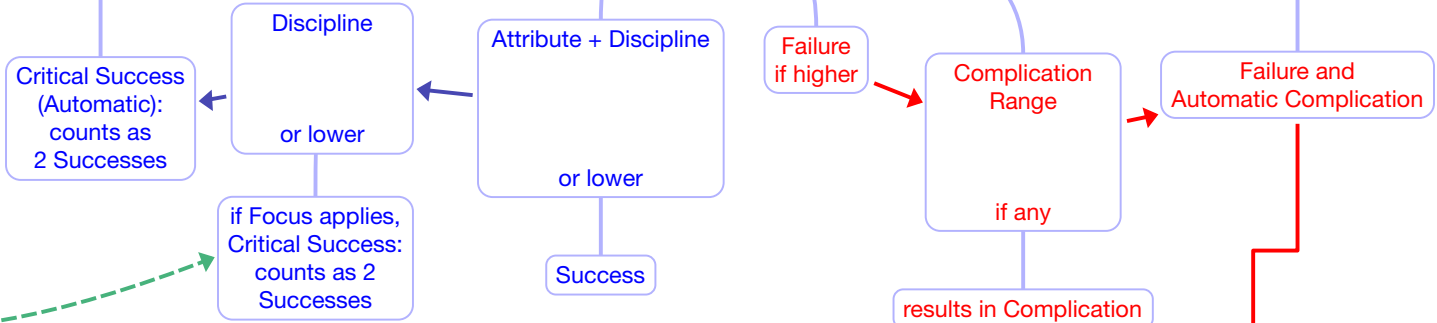 Critical Success
(Automatic):
counts as
2 Successes
Discipline
or lower
if Focus applies,
Critical Success:
counts as 2
Successes
Attribute + Discipline
or lower
Success
Failure
if higher
Complication
Range
if any
results in Complication
Failure and
Automatic Complication